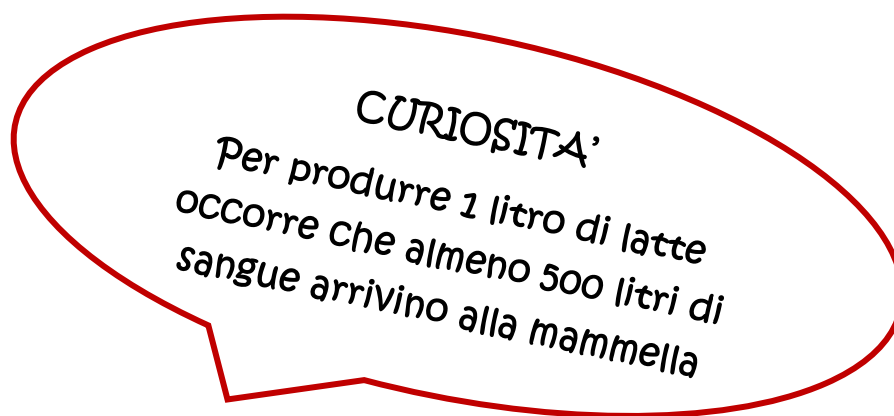 CURIOSITA’
Per produrre 1 litro di latte
occorre che almeno 500 litri di
sangue arrivino alla mammella